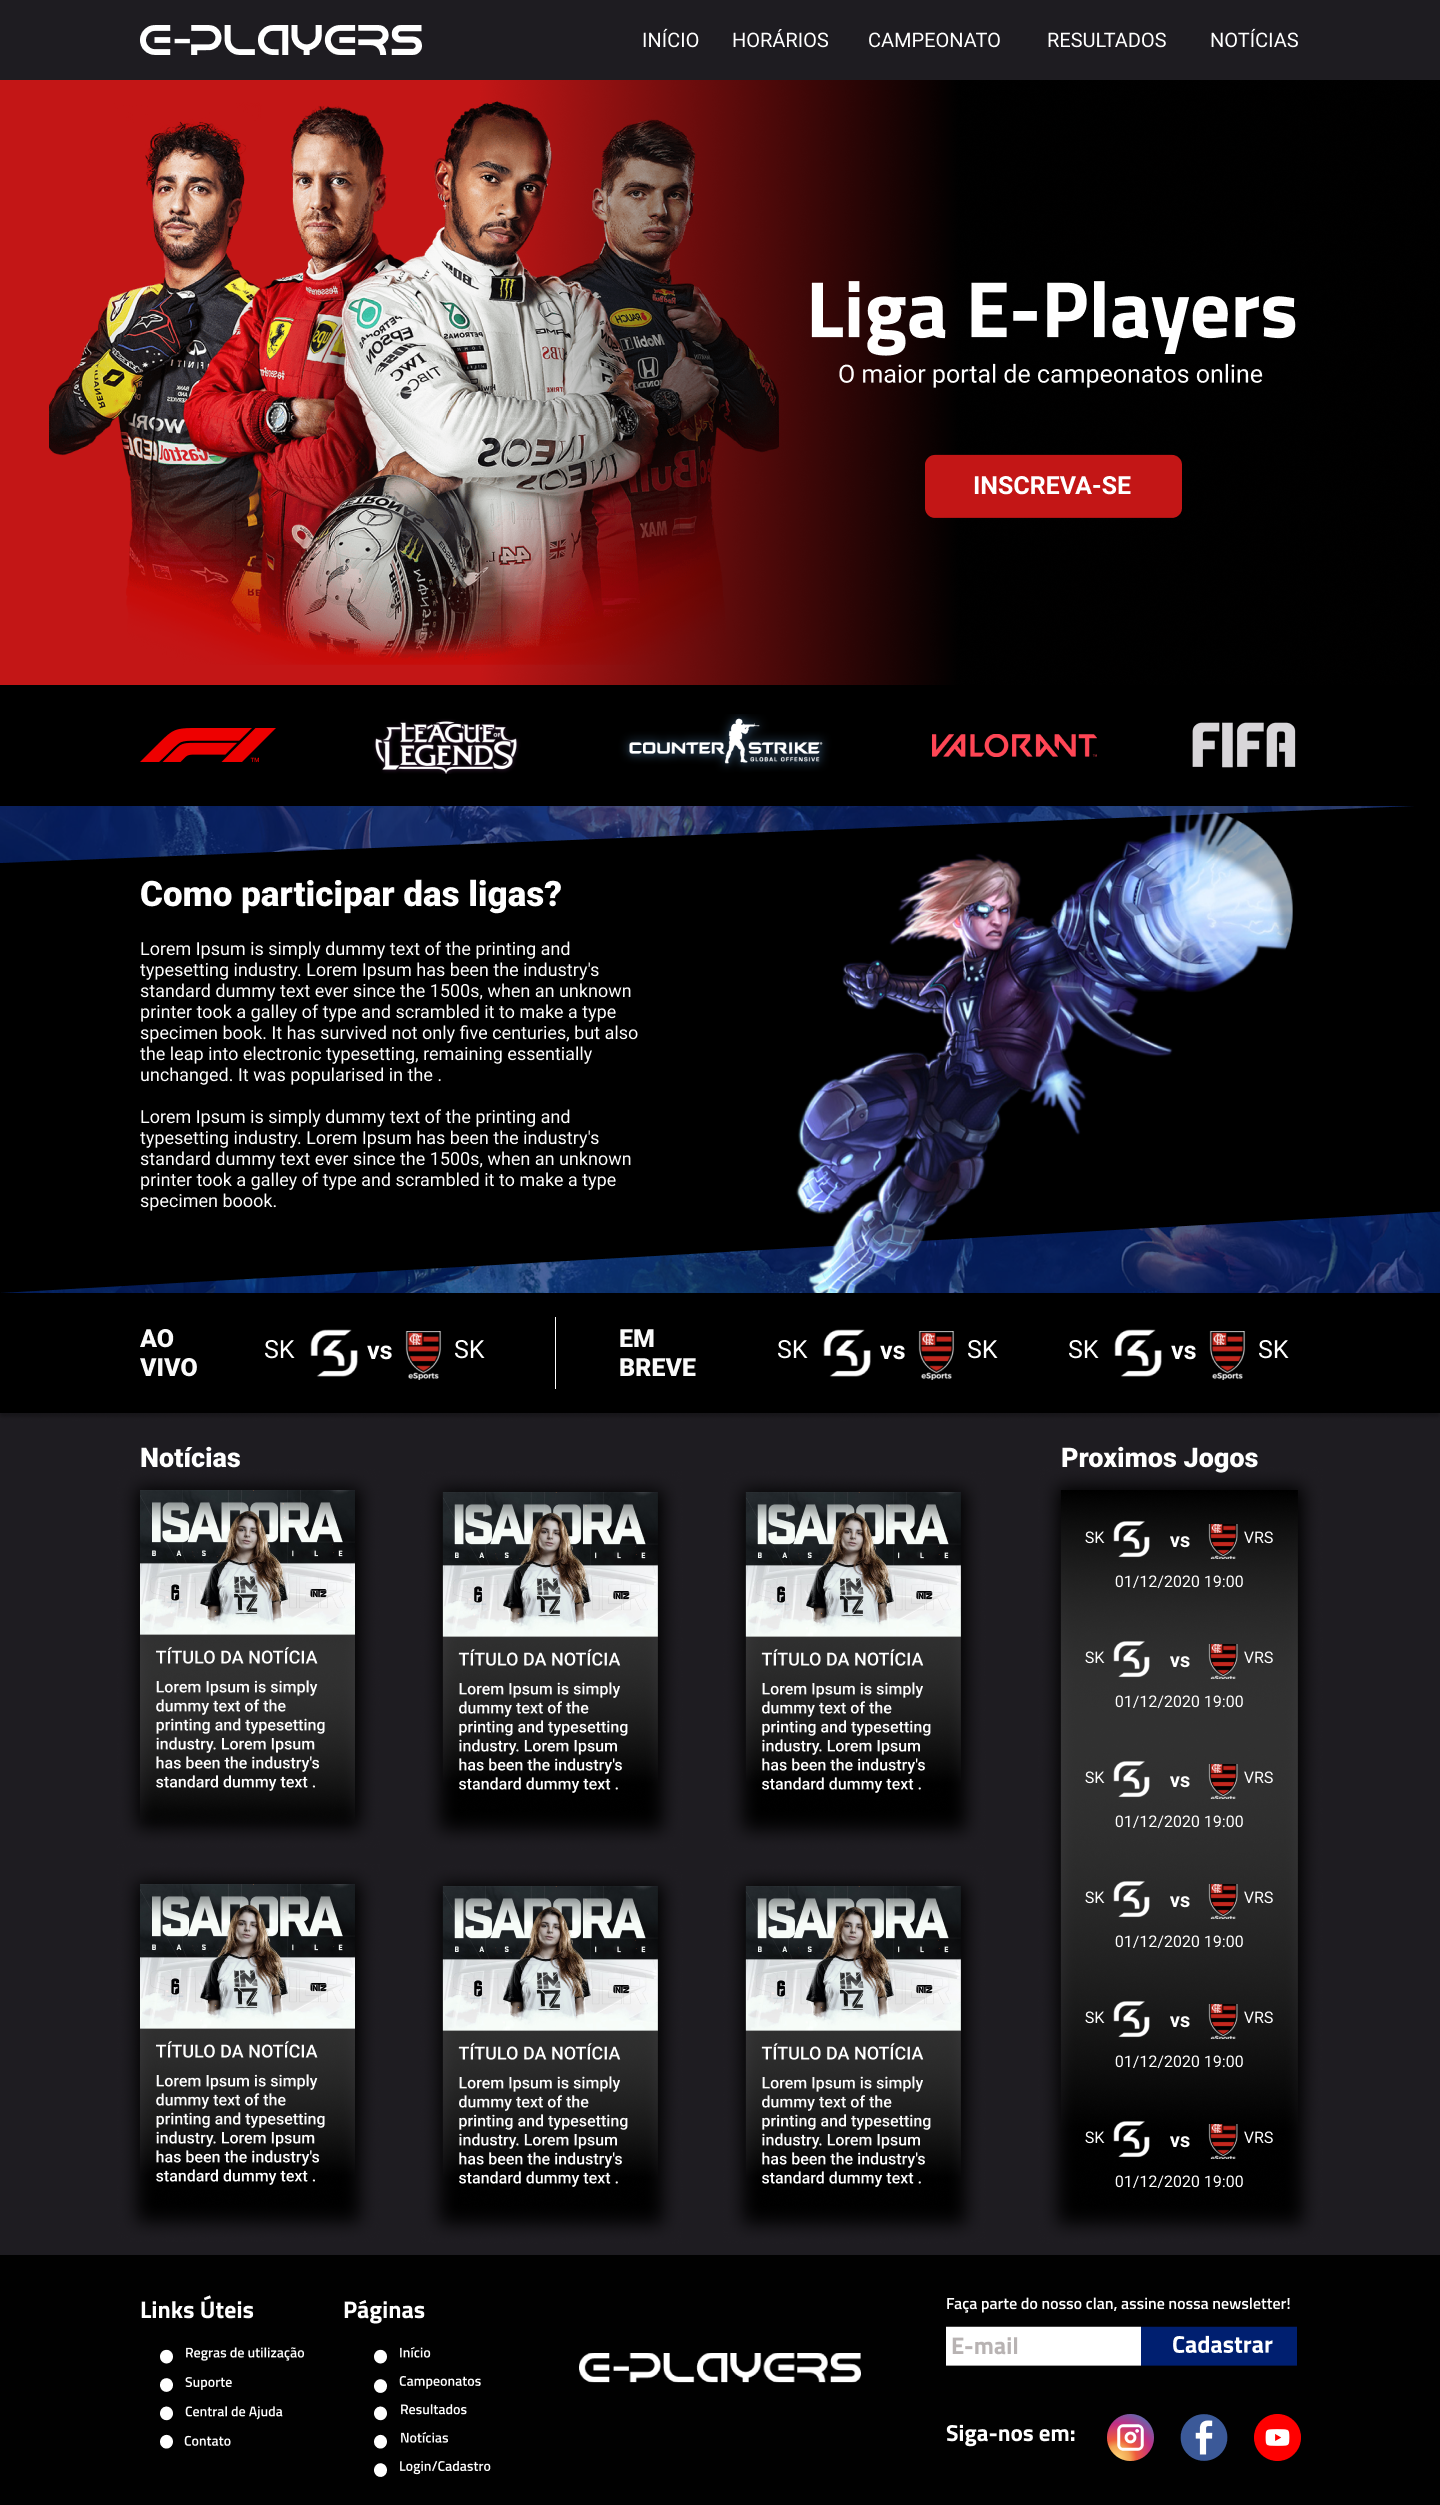 E-PLAYERS
INÍCIO HORÁRIOS CAMPEONATO RESULTADOS NOTÍCIAS
Liga E-Players
O maior portal de campeonatos online
INSCREVA-SE
F1
LEAGUE OF LEGENDS
COUNTER STRIKE
GLOBAL OFFENSIVE
VALORANT
FIFA
Como participar das ligas?
Lorem Ipsum is simply dummy text of the printing and
typesetting industry. Lorem Ipsum has been the industry's
standard dummy text ever since the 1500s, when an unknown
printer took a galley of type and scrambled it to make a type
specimen book. It has survived not only five centuries, but also
the leap into electronic typesetting, remaining essentially
unchanged. It was popularised in the .
Lorem Ipsum is simply dummy text of the printing and
typesetting industry. Lorem Ipsum has been the industry's
standard dummy text ever since the 1500s, when an unknown
printer took a galley of type and scrambled it to make a type
specimen boook.
AO
VIVO
SK vs SK
eSports
EM
BREVE
SK vs SK
eSports
SK vs SK
eSports
Notícias
ISADORA
INTZ
TÍTULO DA NOTÍCIA
Lorem Ipsum is simply
dummy text of the
printing and typesetting
industry. Lorem Ipsum
has been the industry's
standard dummy text .
ISADORA
INTZ
TÍTULO DA NOTÍCIA
Lorem Ipsum is simply
dummy text of the
printing and typesetting
industry. Lorem Ipsum
has been the industry's
standard dummy text .
ISADORA
INTZ
TÍTULO DA NOTÍCIA
Lorem Ipsum is simply
dummy text of the
printing and typesetting
industry. Lorem Ipsum
has been the industry's
standard dummy text .
ISADORA
INTZ
TÍTULO DA NOTÍCIA
Lorem Ipsum is simply
dummy text of the
printing and typesetting
industry. Lorem Ipsum
has been the industry's
standard dummy text .
ISADORA
INTZ
TÍTULO DA NOTÍCIA
Lorem Ipsum is simply
dummy text of the
printing and typesetting
industry. Lorem Ipsum
has been the industry's
standard dummy text .
ISADORA
INTZ
TÍTULO DA NOTÍCIA
Lorem Ipsum is simply
dummy text of the
printing and typesetting
industry. Lorem Ipsum
has been the industry's
standard dummy text .
Proximos Jogos
SK vs VRS
01/12/2020 19:00
SK vs VRS
01/12/2020 19:00
SK vs VRS
01/12/2020 19:00
SK vs VRS
01/12/2020 19:00
SK vs VRS
01/12/2020 19:00
SK vs VRS
01/12/2020 19:00
Links Úteis
Regras de utilização
Suporte
Central de Ajuda
Contato
Páginas
Início
Campeonatos
Resultados
Notícias
Login/Cadastro
E-PLAYERS
Faça parte do nosso clan, assine nossa newsletter!
E-mail
Cadastrar
Siga-nos em: